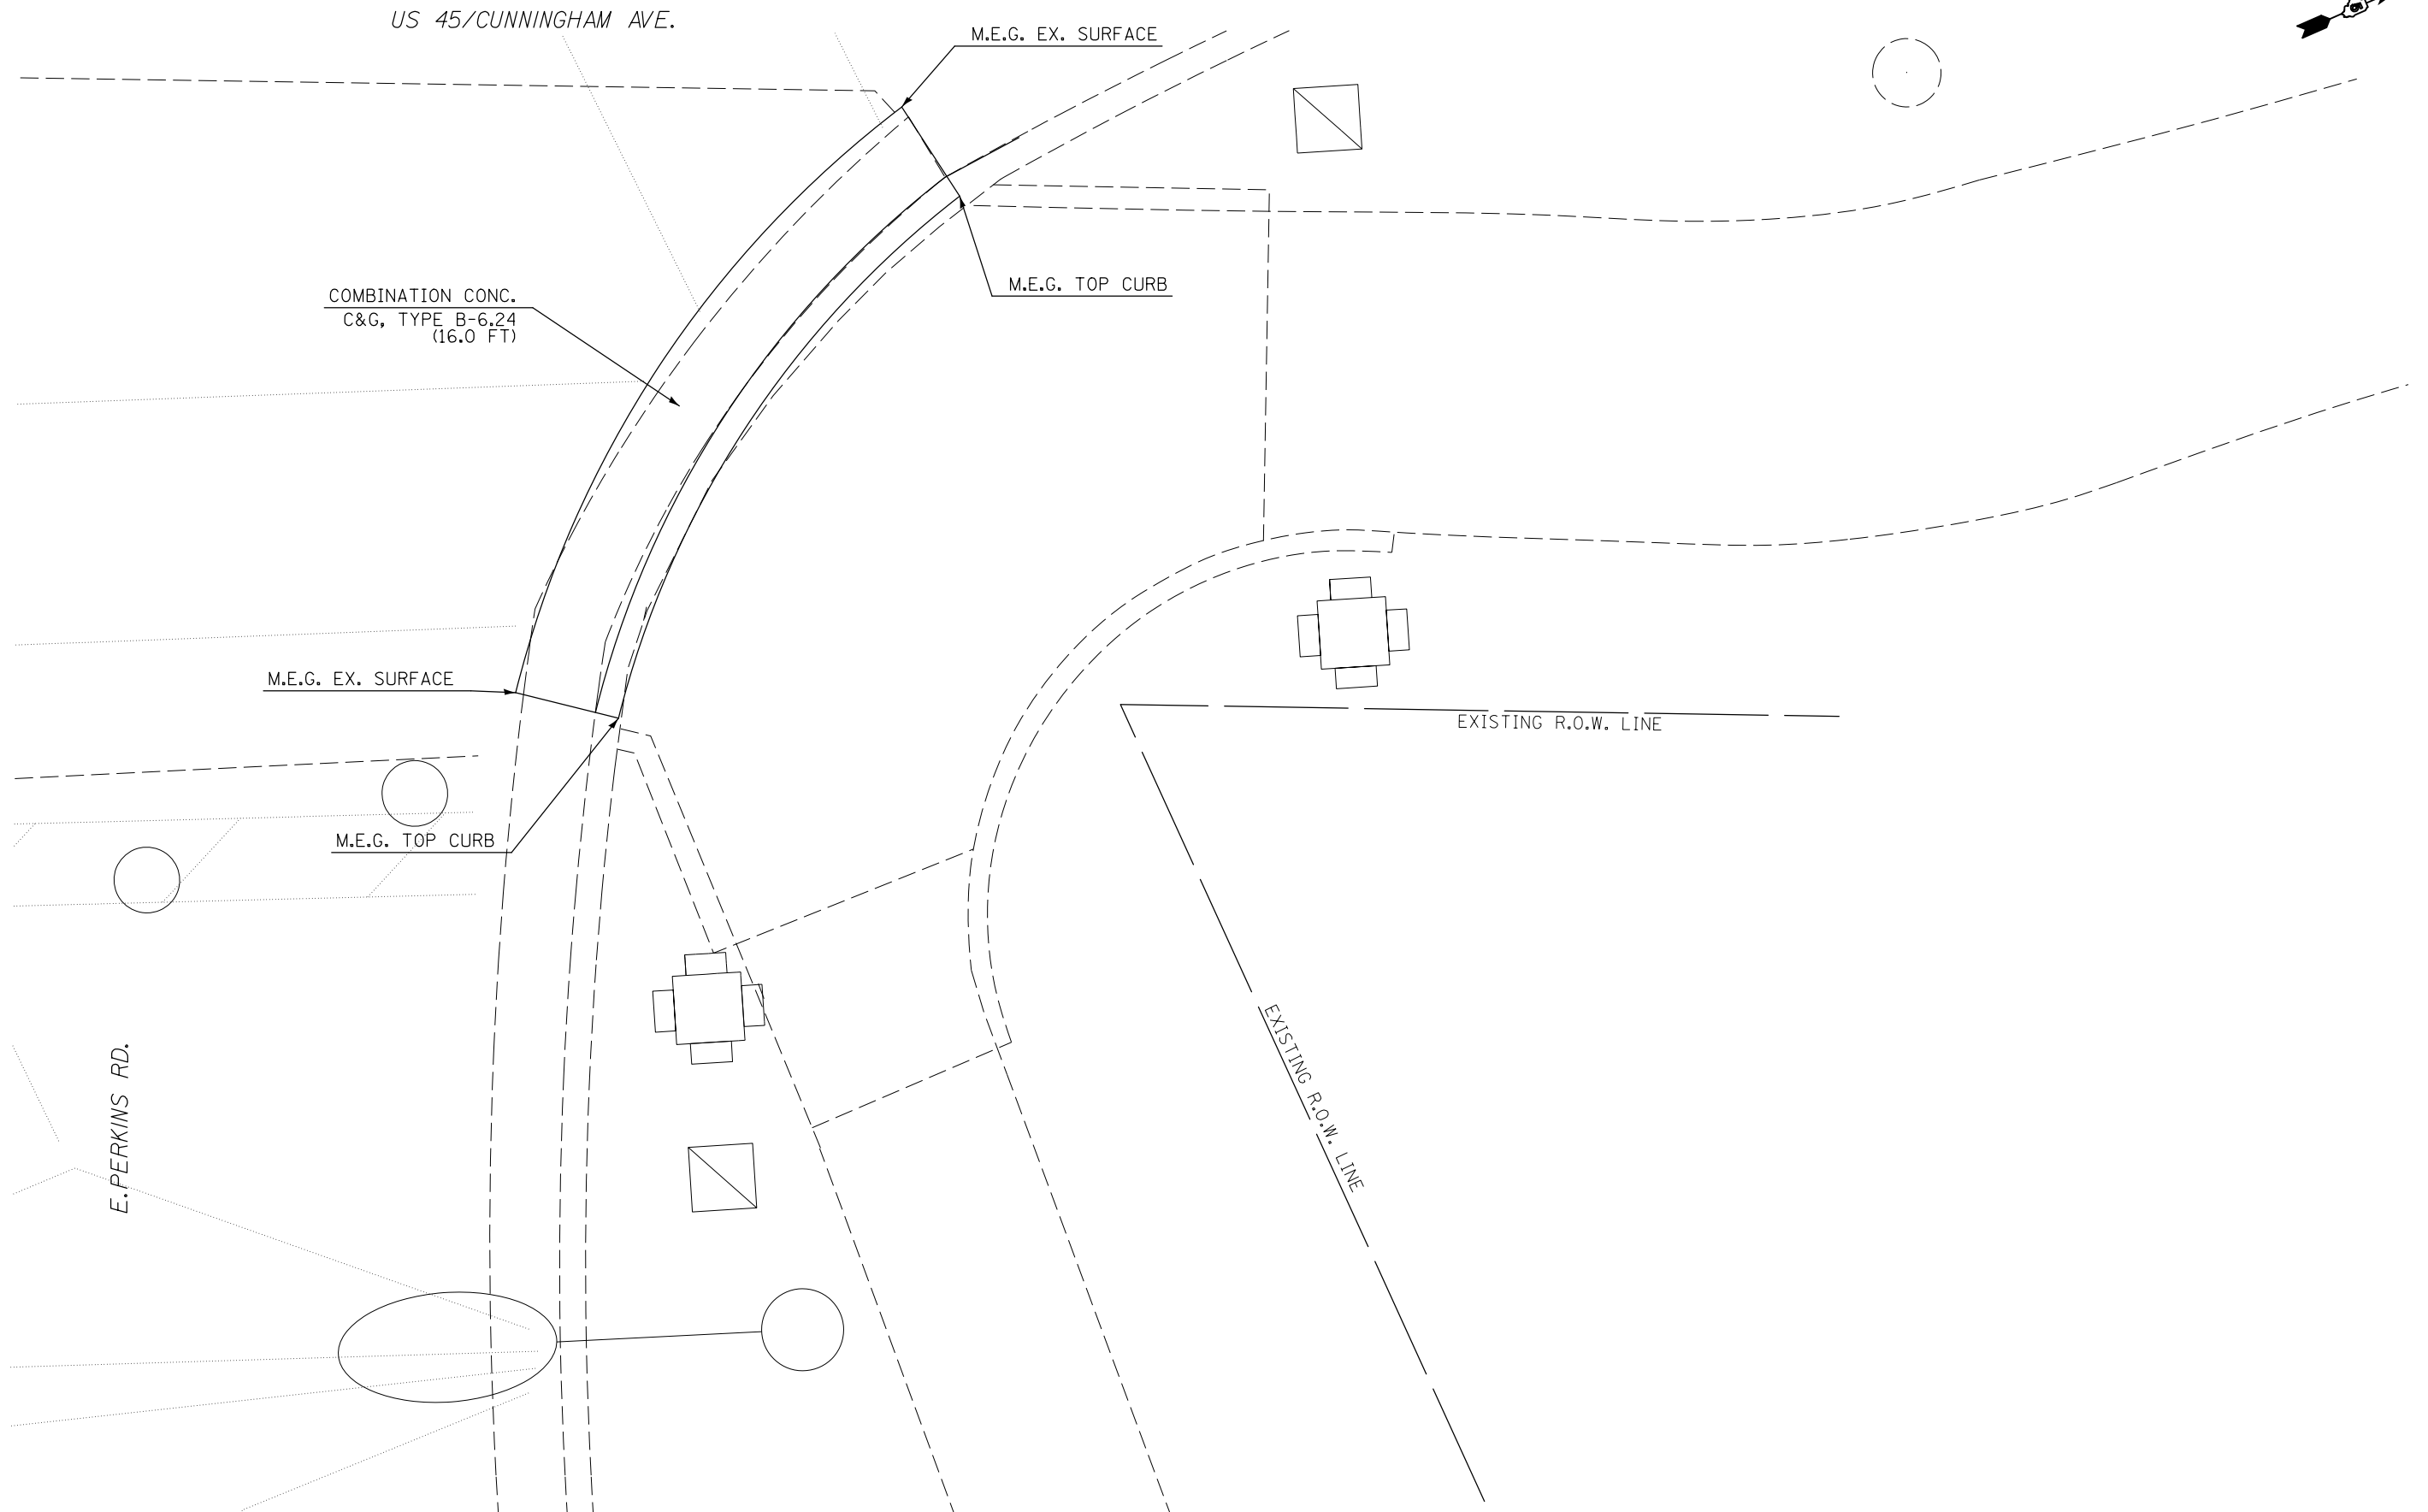 US 45/CUNNINGHAM AVE.
M.E.G. EX. SURFACE
COMBINATION CONC.
C&G, TYPE B-6.24
(16.0 FT)
M.E.G. TOP CURB
M.E.G. EX. SURFACE
EXISTING R.O.W. LINE
M.E.G. TOP CURB
E. PERKINS RD.
EXISTING R.O.W. LINE